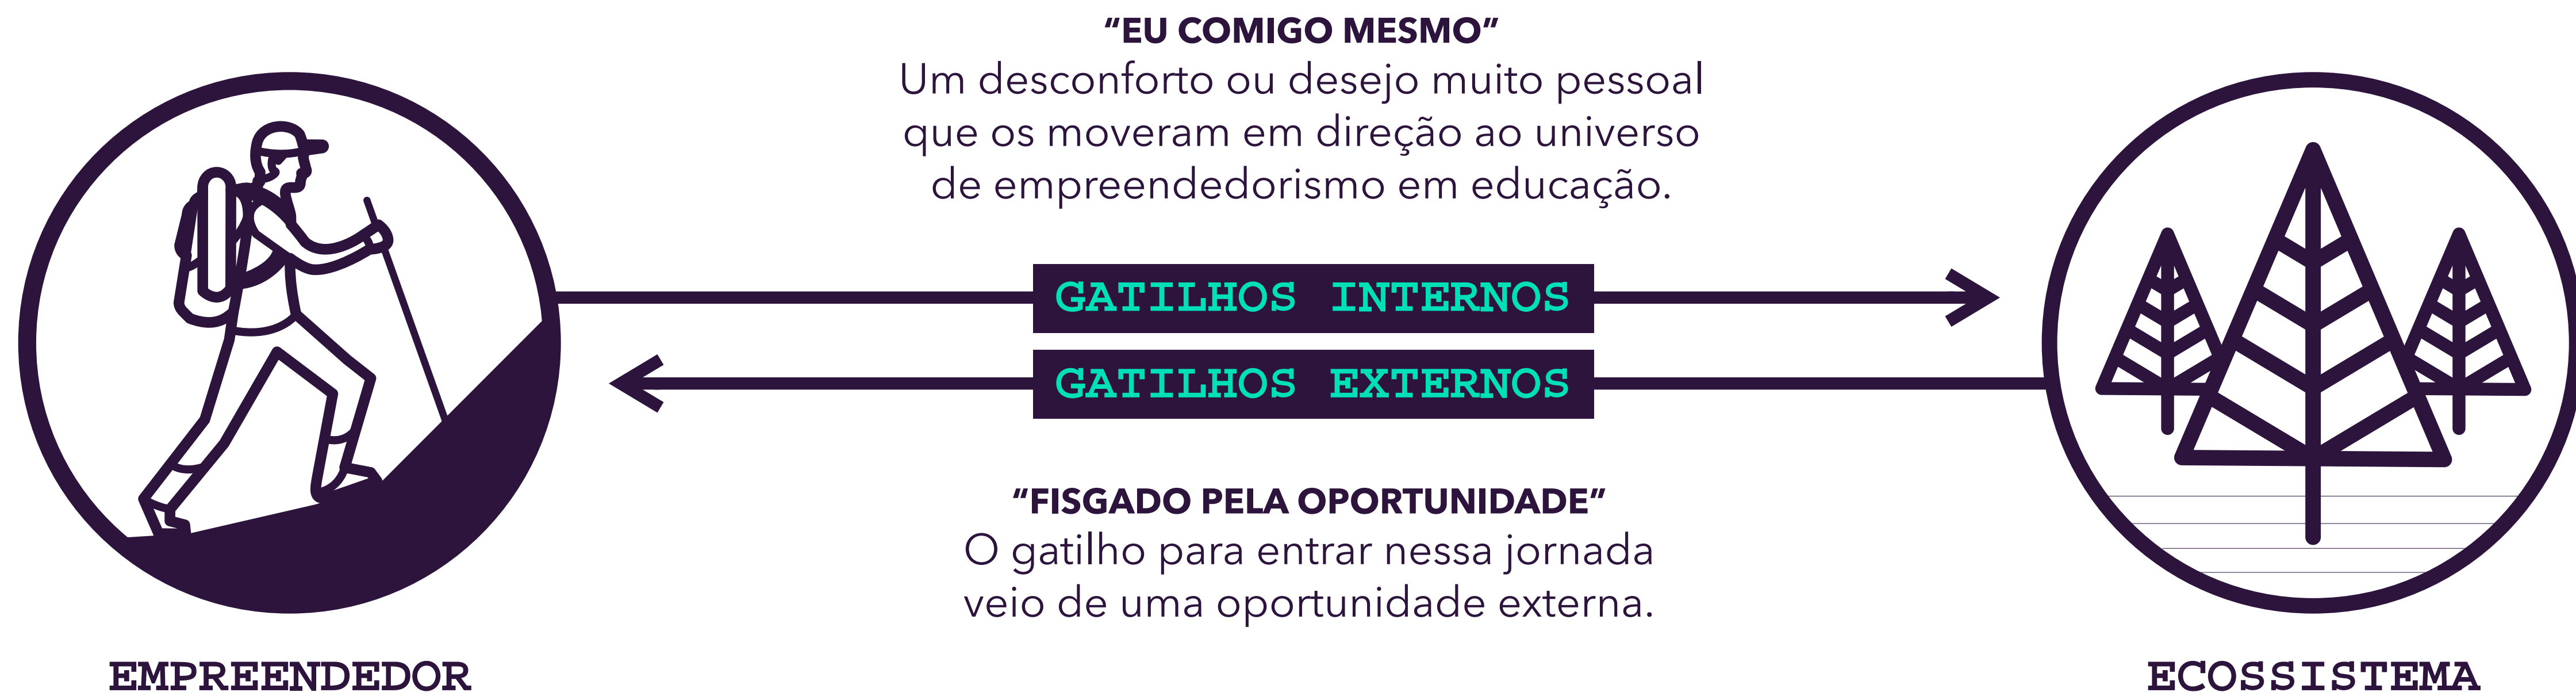 “EU COMIGO MESMO”
Um desconforto ou desejo muito pessoal
que os moveram em direção ao universo
de empreendedorismo em educação.
GATILHOS INTERNOS
GATILHOS EXTERNOS
“FISGADO PELA OPORTUNIDADE”
O gatilho para entrar nessa jornada
veio de uma oportunidade externa.
EMPREENDEDOR
ECOSSISTEMA